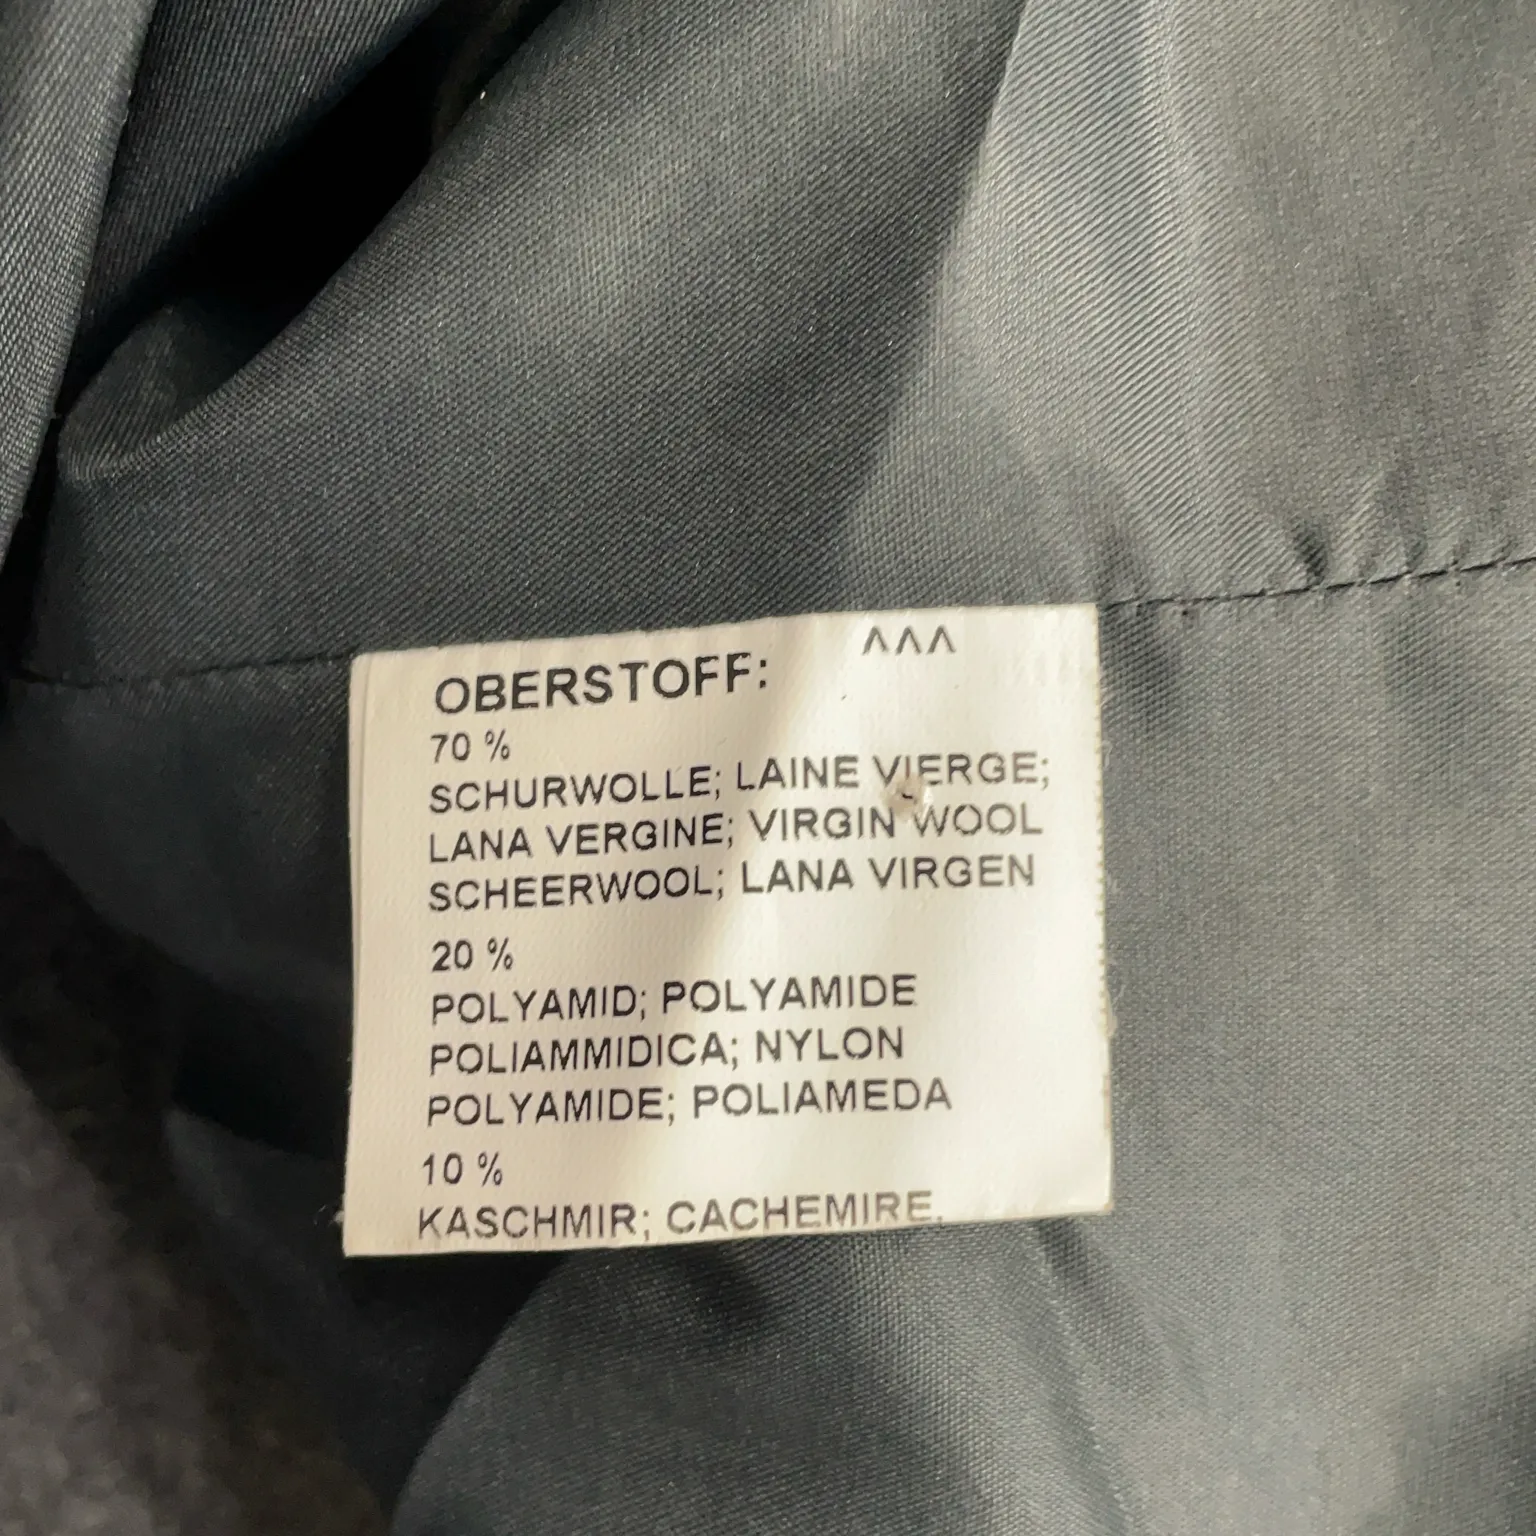 ^^^
OBERSTOFF:
70 %
SCHURWOLLE; LAINE VIERGE;
LANA VERGINE; VIRGIN WOOL
SCHEERWOOL; LANA VIRGEN
20 %
POLYAMID; POLYAMIDE
POLIAMMIDICA; NYLON
POLYAMIDE; POLIAMEDA
10 %
KASCHMIR; CACHEMIRE,